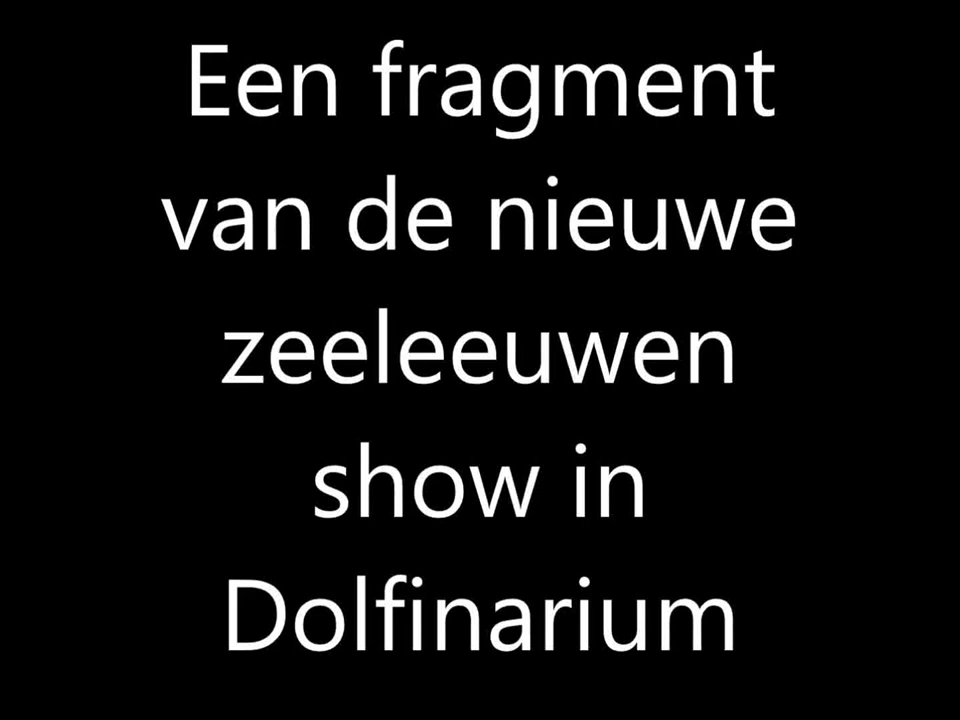 Een fragment
van de nieuwe
zeeleeuwen
show in
Dolfinarium